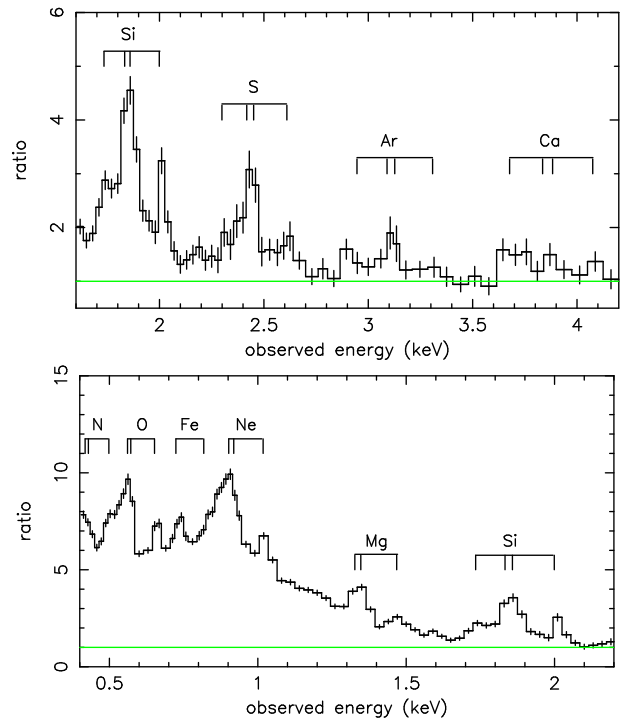 6
Si
S
4
Ar
Ca
ratio
2
2
2.5
3
3.5
4
observed energy (keV)
15
N
O
Fe
Ne
10
ratio
Mg
Si
5
0
0.5
1
1.5
2
observed energy (keV)